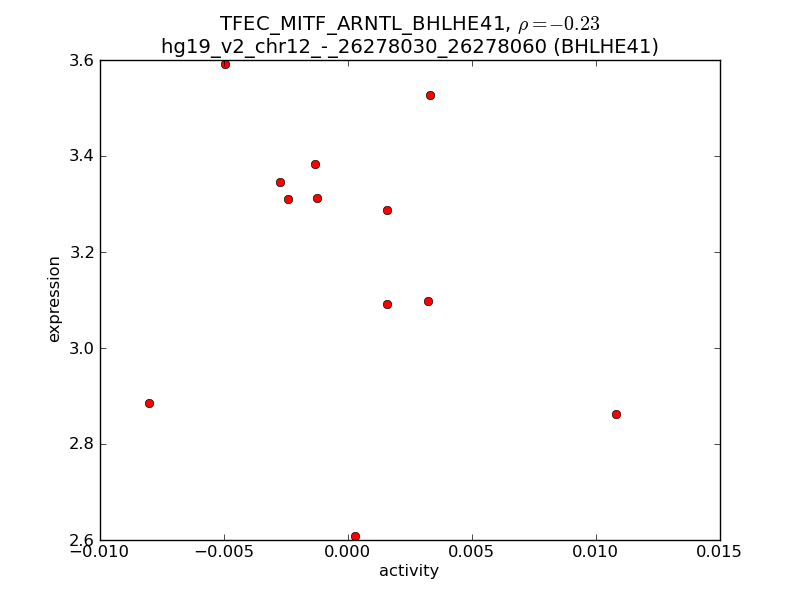 TFEC_MITF_ARNTL_BHLHE41, ρ = −0.23
hg19_v2_chr12_-_26278030_26278060 (BHLHE41)
3.6
3.4
3.2
expression
3.0
2.8
2.6
−0.010 −0.005 0.000 0.005 0.010 0.015
activity